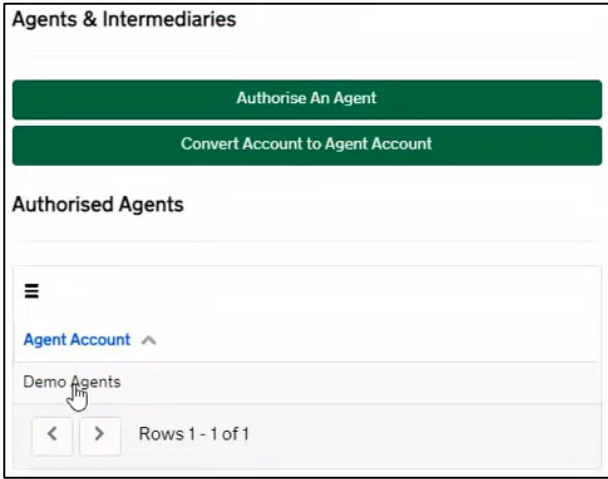 Agents & Intermediaries
Authorise An Agent
Convert Account to Agent Account
Authorised Agents
Agent Account
Demo Agents
Rows 1 - 1 of 1